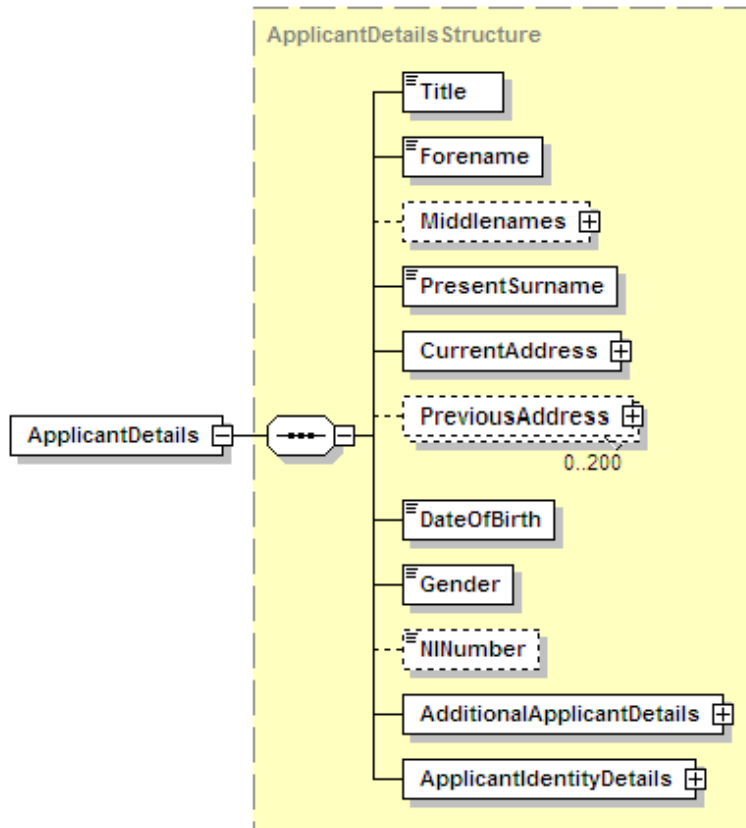 ApplicantDetailsStructure
Title
Forename
Middlenames
PresentSurname
CurrentAddress
PreviousAddress
0..200
ApplicantDetails
DateOfBirth
Gender
NINumber
AdditionalApplicantDetails
ApplicantIdentityDetails